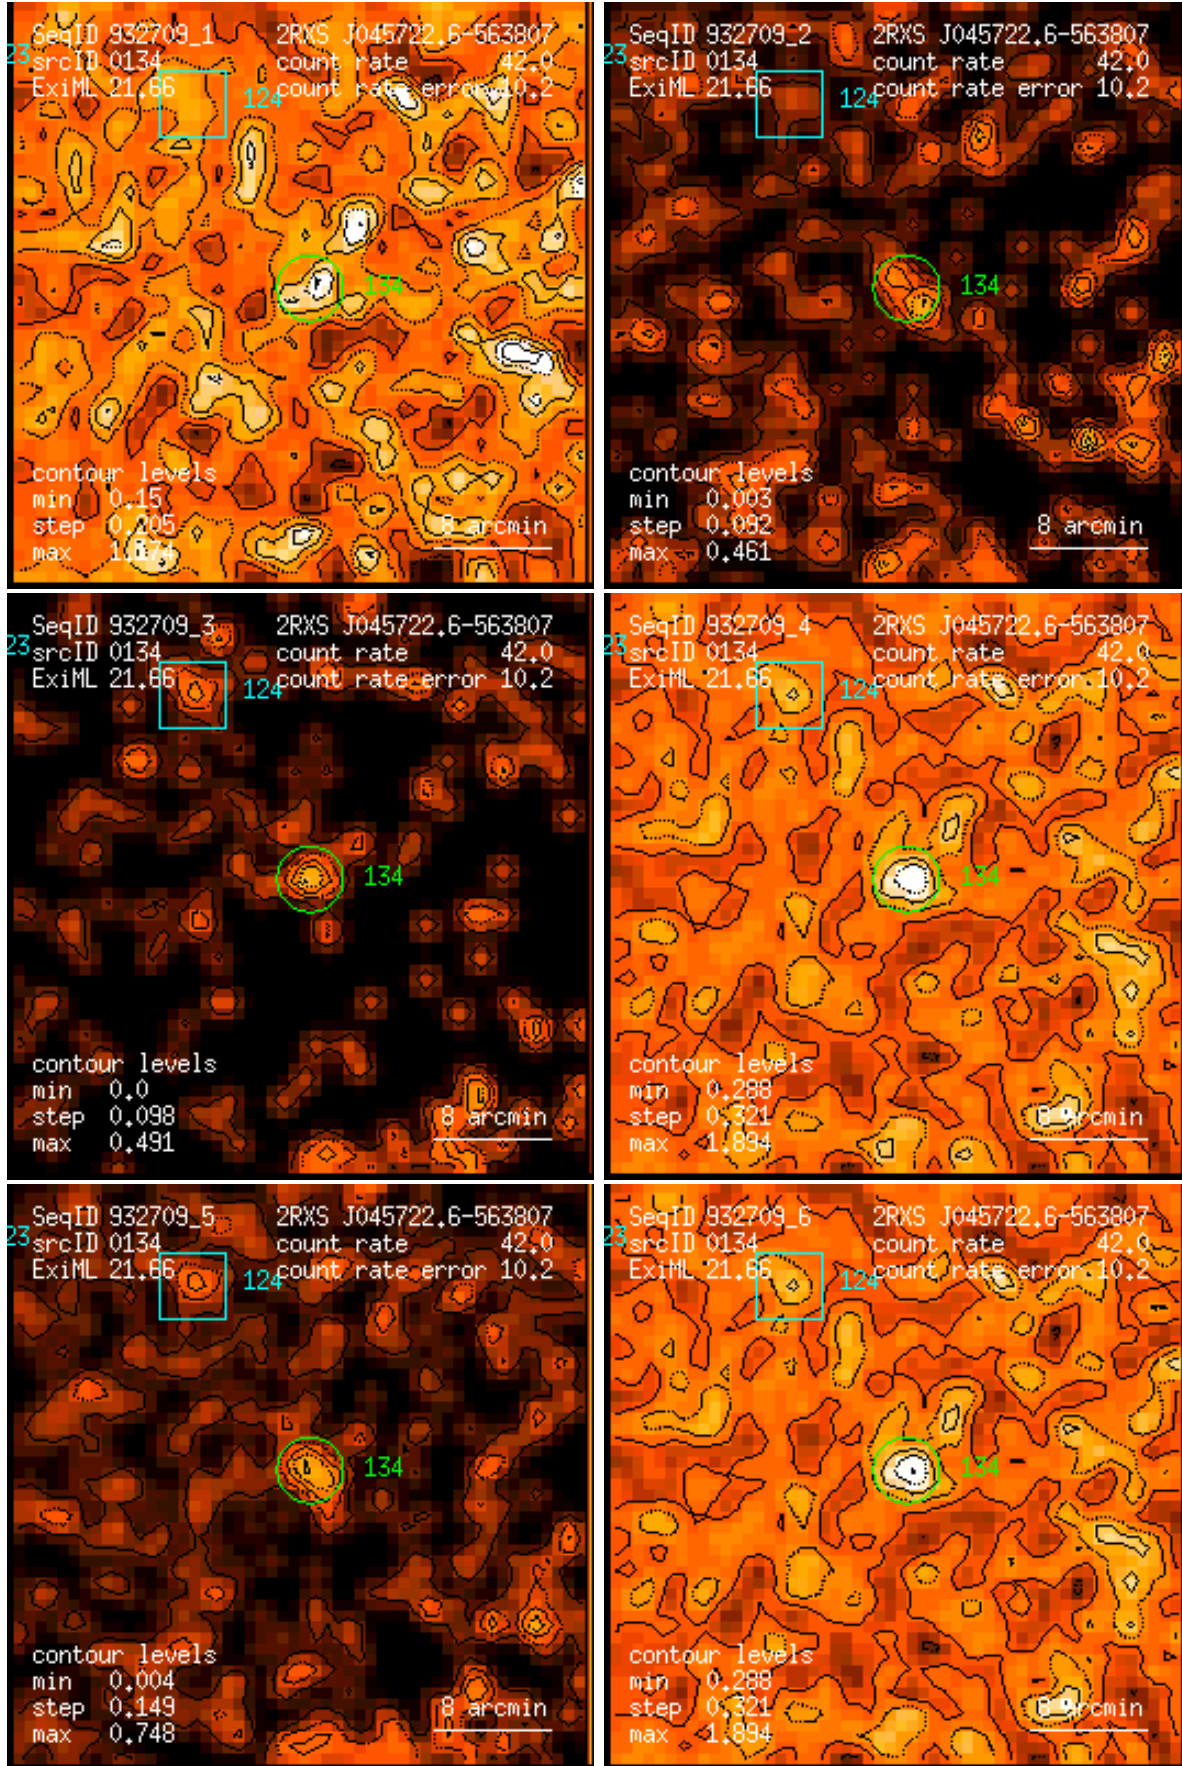 SeqID 932709_1 2RXS J045722.6-563807
23 srcID 0134 count rate 42.0
ExiML 21.66 124 count rate error 10.2
134
contour levels
min 0.15
step 0.205
8 arcmin
SeqID 932709_2 2RXS J045722.6-563807
23 srcID 0134 count rate 42.0
ExiML 21.66 124 count rate error 10.2
134
contour levels
min 0.003
step 0.092 8 arcmin
max 0.461
SeqID 932709_3 2RXS J045722.6-563807
23 srcID 0134 count rate 42.0
ExiML 21.66 124 count rate error 10.2
134
contour levels
min 0.0
step 0.098 8 arcmin
max 0.491
SeqID 932709_4 2RXS J045722.6-563807
23 srcID 0134 count rate 42.0
ExiML 21.66 124 count rate error 10.2
134
contour levels
min 0.288
step 0.321 8 arcmin
max 1.894
SeqID 932709_5 2RXS J045722.6-563807
23 srcID 0134 count rate 42.0
ExiML 21.66 124 count rate error 10.2
134
contour levels
min 0.004
step 0.149 8 arcmin
max 0.748
SeqID 932709_6 2RXS J045722.6-563807
23 srcID 0134 count rate 42.0
ExiML 21.66 124 count rate error 10.2
134
contour levels
min 0.288
step 0.321 8 arcmin
max 1.894